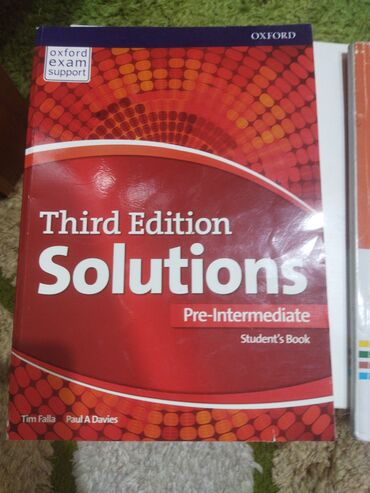 oxford
exam
support
OXFORD
Third Edition
Solutions
Pre-Intermediate
Student's Book
Tim Falla Paul A Davies